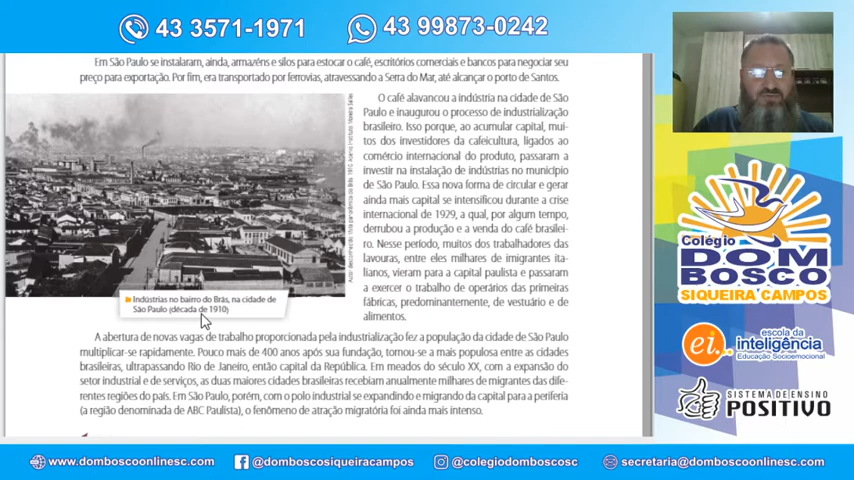 43 3571-1971
43 99873-0242
Em São Paulo se instalaram, ainda, armazéns e silos para estocar o café, escritórios comerciais e bancos para negociar seu
preço para exportação. Por fim, era transportado por ferrovias, atravessando a Serra do Mar, até alcançar o porto de Santos.
O café alavancou a indústria na cidade de São
Paulo e inaugurou o processo de industrialização
brasileiro. Isso porque, ao acumular capital, mui-
tos dos investidores da cafeicultura, ligados ao
comércio internacional do produto, passaram a
investir na instalação de indústrias no município
de São Paulo. Essa nova forma de circular e gerar
ainda mais capital se intensificou durante a crise
internacional de 1929, a qual, por algum tempo,
derrubou a produção e a venda do café brasilei-
ro. Nesse período, muitos dos trabalhadores das
lavouras, entre eles milhares de imigrantes ita-
lianos, vieram para a capital paulista e passaram
a exercer o trabalho de operários das primeiras
fábricas, predominantemente, de vestuário e de
alimentos.
Indústrias no bairro do Brás, na cidade de
São Paulo (década de 1910)
A abertura de novas vagas de trabalho proporcionada pela industrialização fez a população da cidade de São Paulo
multiplicar-se rapidamente. Pouco mais de 400 anos após sua fundação, tornou-se a mais populosa entre as cidades
brasileiras, ultrapassando Rio de Janeiro, então capital da República. Em meados do século XX, com a expansão do
setor industrial e de serviços, as duas maiores cidades brasileiras recebiam anualmente milhares de migrantes das dife-
rentes regiões do país. Em São Paulo, porém, com o polo industrial se expandindo e migrando da capital para a periferia
(a região denominada de ABC Paulista), o fenômeno de atração migratória foi ainda mais intenso.
Colégio
DOM
BOSCO
SIQUEIRA CAMPOS
ei.
escola da
inteligência
Educação Socioemocional
SISTEMA DE ENSINO
POSITIVO
www.domboscoonlinesc.com
@domboscosiqueiracampos
@colegiodomboscosc
secretaria@domboscoonlinesc.com